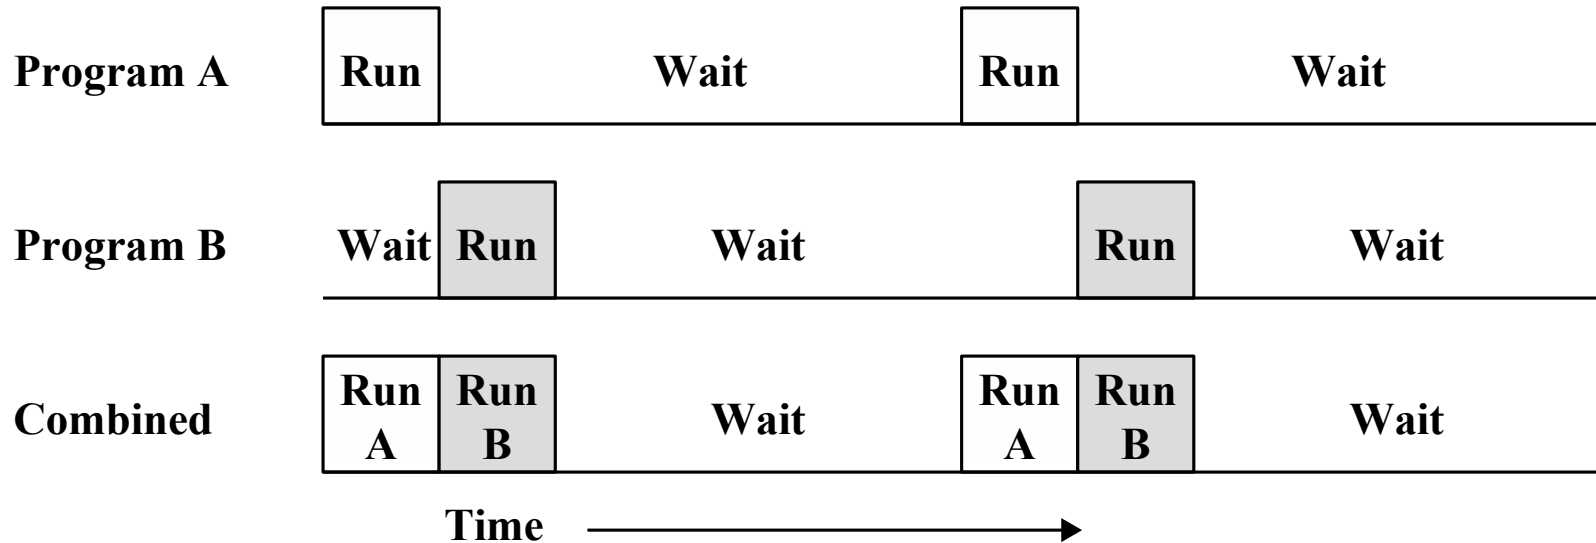 Program A Run Wait Run Wait
Program B Wait Run Wait Run Wait
Combined Run A Run B Wait Run A Run B Wait
Time